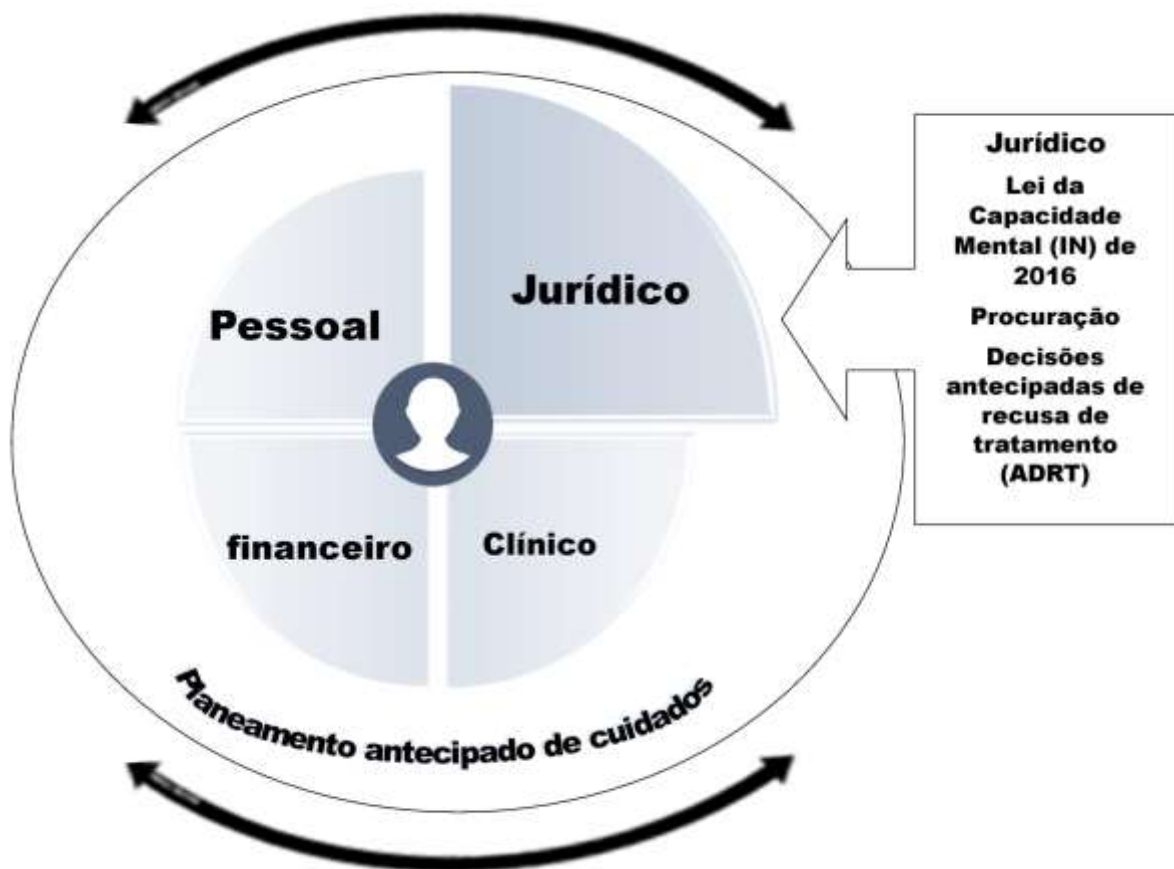 Pessoal
Jurídico
financeiro
Clínico
Planeamento antecipado de cuidados
Jurídico
Lei da
Capacidade
Mental (IN) de
2016
Procuração
Decisões
antecipadas de
recusa de
tratamento
(ADRT)